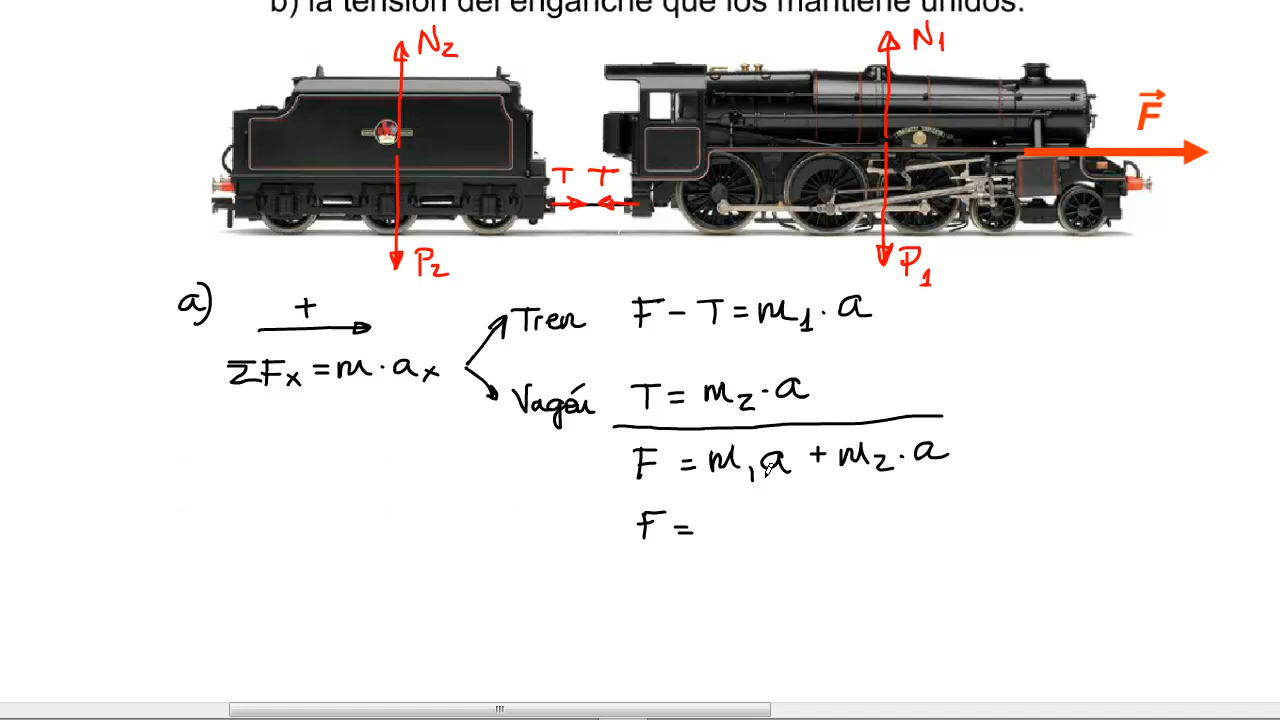 b) la tensión del enganche que los mantiene unidos.
N₂
N₁
F⃗
T T
P₂
P₁
a) +
ΣFₓ = m · aₓ
Tren F - T = m₁ · a
Vagón T = m₂ · a
F = m₁a + m₂ · a
F =